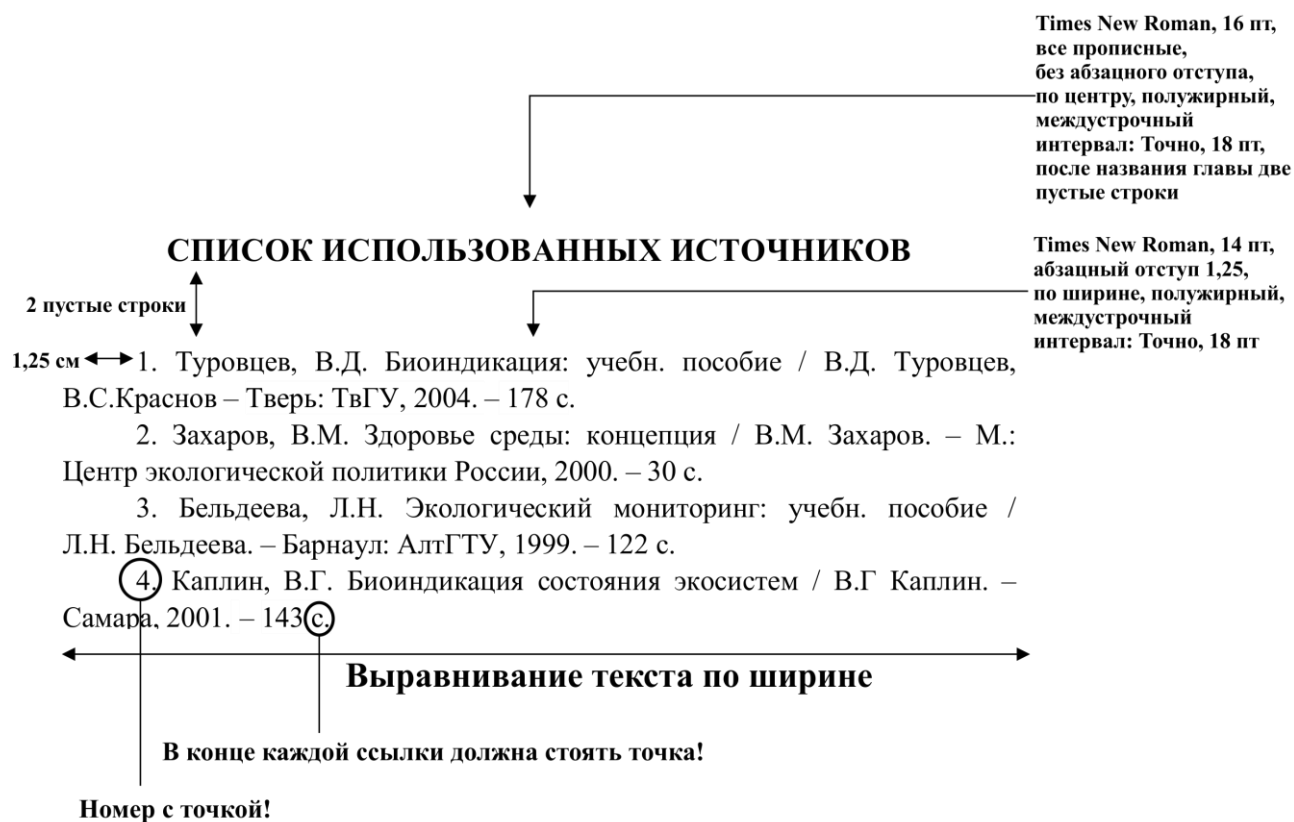 Times New Roman, 16 пт,
все прописные,
без абзацного отступа,
по центру, полужирный,
междустрочный
интервал: Точно, 18 пт,
после названия главы две
пустые строки
СПИСОК ИСПОЛЬЗОВАННЫХ ИСТОЧНИКОВ
Times New Roman, 14 пт,
абзацный отступ 1,25,
по ширине, полужирный,
междустрочный
интервал: Точно, 18 пт
2 пустые строки
1,25 см
1. Туровцев, В.Д. Биоиндикация: учебн. пособие / В.Д. Туровцев,
В.С.Краснов – Тверь: ТвГУ, 2004. – 178 с.
2. Захаров, В.М. Здоровье среды: концепция / В.М. Захаров. – М.:
Центр экологической политики России, 2000. – 30 с.
3. Бельдеева, Л.Н. Экологический мониторинг: учебн. пособие /
Л.Н. Бельдеева. – Барнаул: АлтГТУ, 1999. – 122 с.
4. Каплин, В.Г. Биоиндикация состояния экосистем / В.Г Каплин. –
Самара, 2001. – 143 с.
Выравнивание текста по ширине
В конце каждой ссылки должна стоять точка!
Номер с точкой!